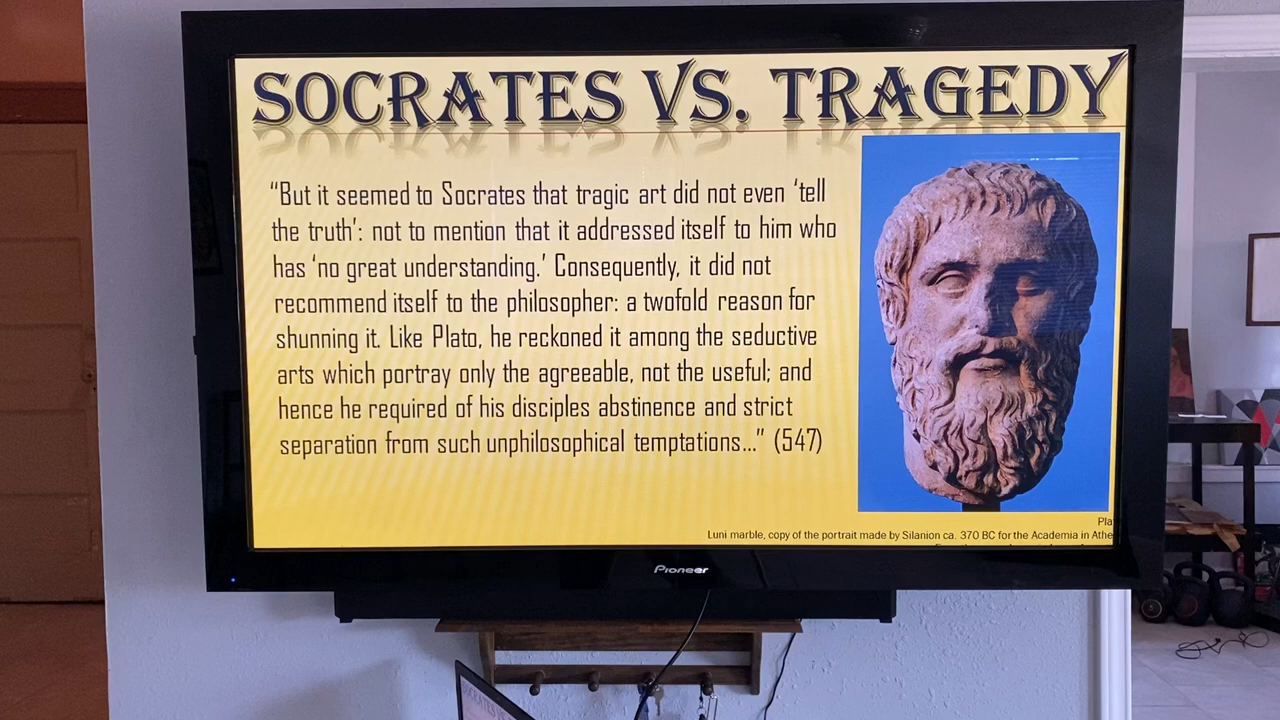 SOCRATES VS. TRAGEDY
“But it seemed to Socrates that tragic art did not even ‘tell
the truth’: not to mention that it addressed itself to him who
has ‘no great understanding.’ Consequently, it did not
recommend itself to the philosopher: a twofold reason for
shunning it. Like Plato, he reckoned it among the seductive
arts which portray only the agreeable, not the useful; and
hence he required of his disciples abstinence and strict
separation from such unphilosophical temptations...” (547)
Pla
Luni marble, copy of the portrait made by Silanion ca. 370 BC for the Academia in Athe
Pioneer